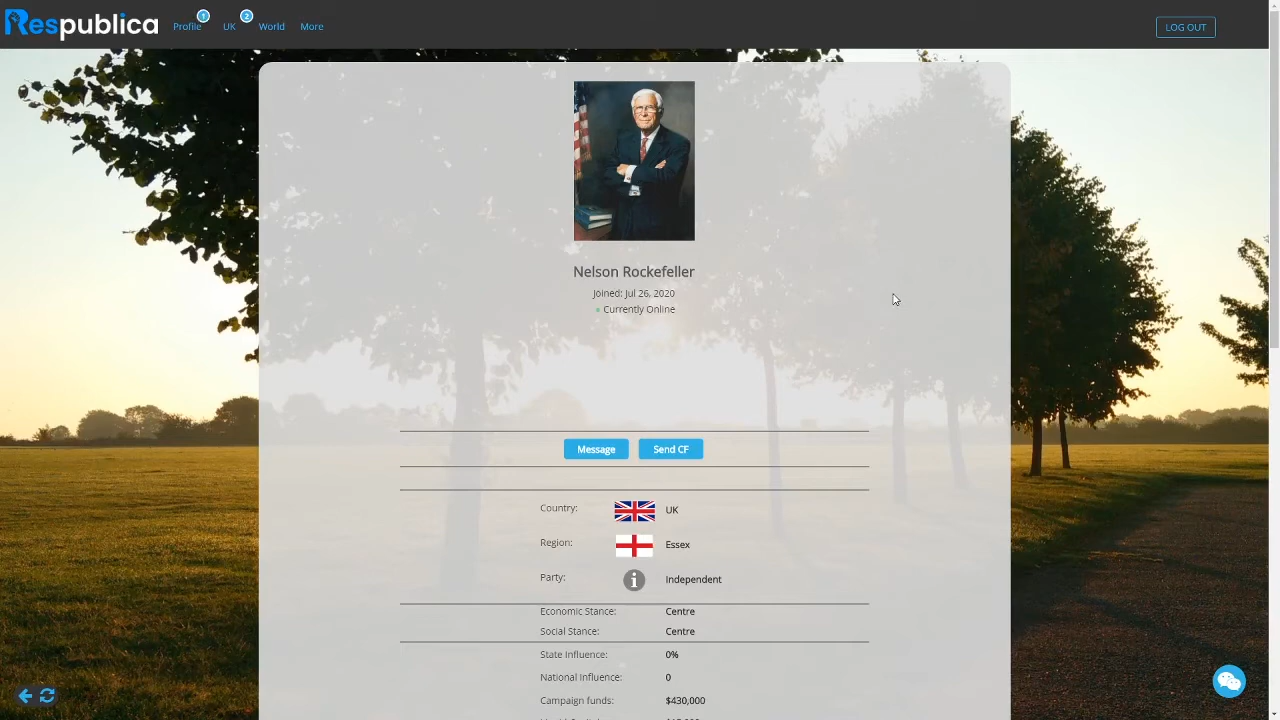 Respublica
Profile 1 UK 2 World More
LOG OUT
Nelson Rockefeller
Joined: Jul 26, 2020
Currently Online
Message Send CF
Country: UK
Region: Essex
Party: i Independent
Economic Stance: Centre
Social Stance: Centre
State Influence: 0%
National Influence: 0
Campaign funds: $430,000